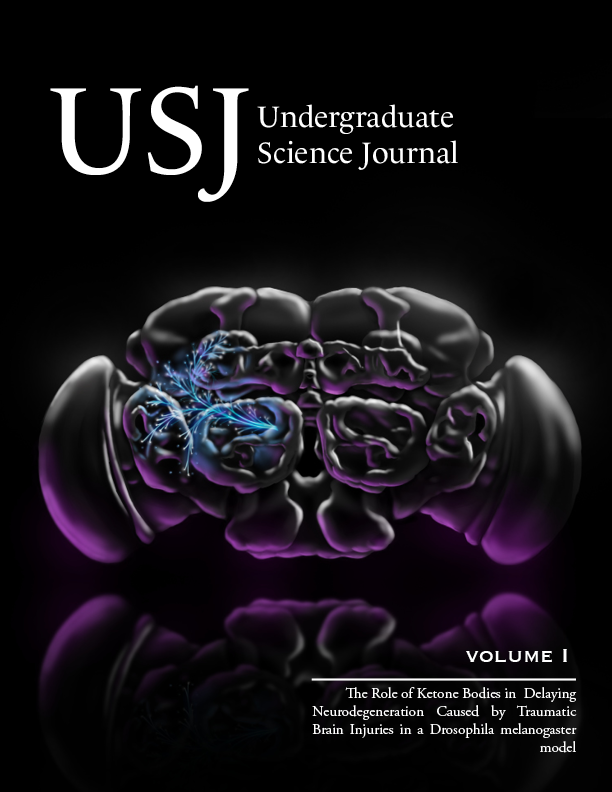 USJ
Undergraduate
Science Journal
VOLUME I
The Role of Ketone Bodies in Delaying
Neurodegeneration Caused by Traumatic
Brain Injuries in a Drosophila melanogaster
model